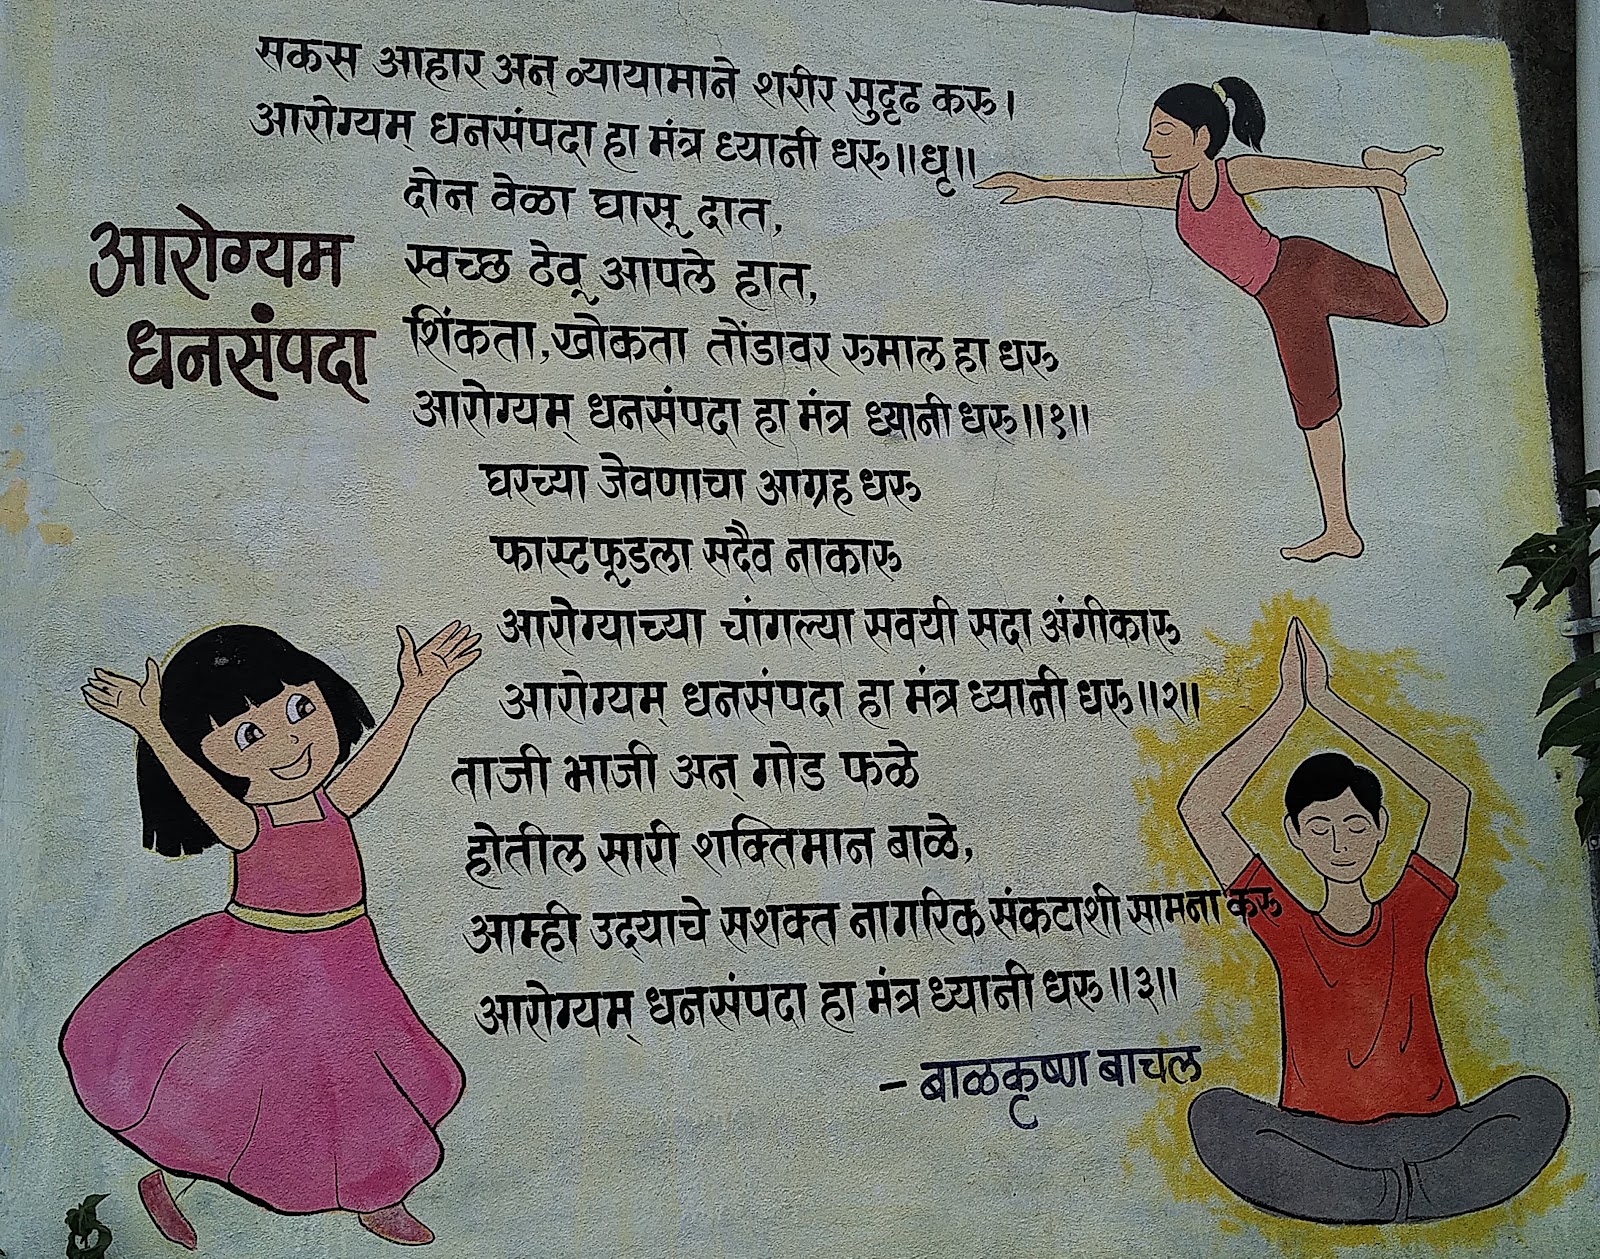 सकस आहार अन् व्यायामाने शरीर सुदृढ करू।
आरोग्यम् धनसंपदा हा मंत्र ध्यानी धरू॥धृ॥
आरोग्यम
धनसंपदा
दोन वेळा घासू दात,
स्वच्छ ठेवू आपले हात,
शिंकता,खोकता तोंडावर रुमाल हा धरू
आरोग्यम् धनसंपदा हा मंत्र ध्यानी धरू॥१॥
घरच्या जेवणाचा आग्रह धरू
फास्टफूडला सदैव नाकारू
आरोग्याच्या चांगल्या सवयी सदा अंगीकारू
आरोग्यम् धनसंपदा हा मंत्र ध्यानी धरू॥२॥
ताजी भाजी अन् गोड फळे
होतील सारी शक्तिमान बाळे,
आम्ही उद्‌याचे सशक्त नागरिक संकटाशी सामना करू
आरोग्यम् धनसंपदा हा मंत्र ध्यानी धरू॥३॥
– बाळकृष्ण बाचल